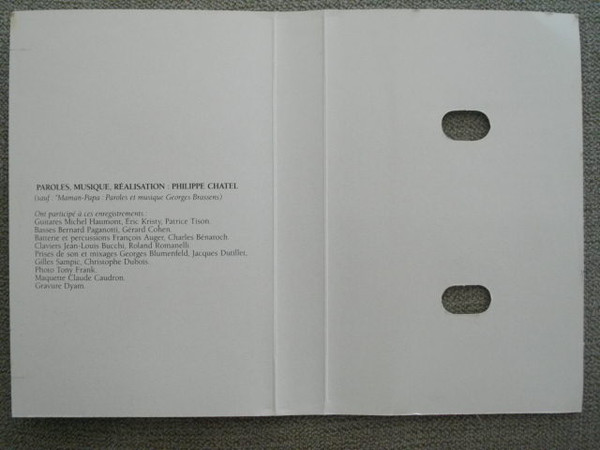 PAROLES, MUSIQUE, RÉALISATION : PHILIPPE CHATEL
(sauf : "Maman-Papa : Paroles et musique Georges Brassens)
Ont participé à ces enregistrements :
Guitares Michel Haumont, Eric Kristy, Patrice Tison.
Basses Bernard Paganotti, Gérard Cohen.
Batterie et percussions François Auger, Charles Bénaroch.
Claviers Jean-Louis Bucchi, Roland Romanelli.
Prises de son et mixages Georges Blumenfeld, Jacques Dutillet,
Gilles Sampic, Christophe Dubois.
Photo Tony Frank.
Maquette Claude Caudron.
Gravure Dyam.